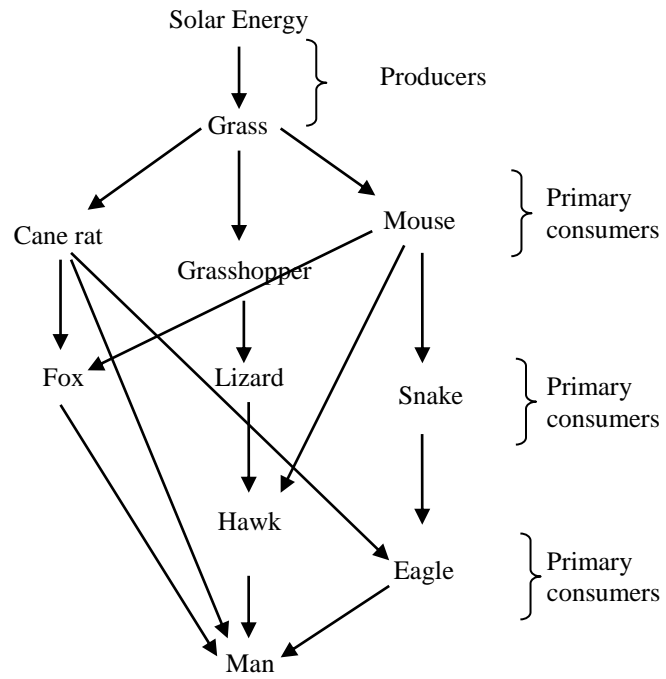 Solar Energy
Producers
Grass
Primary
consumers
Mouse
Cane rat
Grasshopper
Fox
Lizard
Snake
Primary
consumers
Hawk
Eagle
Primary
consumers
Man